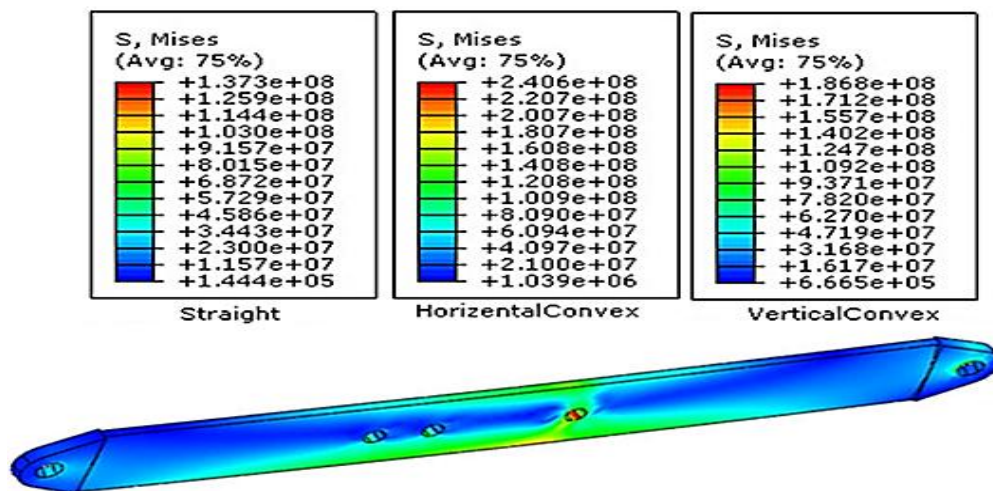 S, Mises
(Avg: 75%)
+1.373e+08
+1.259e+08
+1.144e+08
+1.030e+08
+9.157e+07
+8.015e+07
+6.872e+07
+5.729e+07
+4.586e+07
+3.443e+07
+2.300e+07
+1.157e+07
+1.444e+05
Straight
S, Mises
(Avg: 75%)
+2.406e+08
+2.207e+08
+2.007e+08
+1.807e+08
+1.608e+08
+1.408e+08
+1.208e+08
+1.009e+08
+8.090e+07
+6.094e+07
+4.097e+07
+2.100e+07
+1.039e+06
HorizentalConvex
S, Mises
(Avg: 75%)
+1.868e+08
+1.712e+08
+1.557e+08
+1.402e+08
+1.247e+08
+1.092e+08
+9.371e+07
+7.820e+07
+6.270e+07
+4.719e+07
+3.168e+07
+1.617e+07
+6.665e+05
VerticalConvex